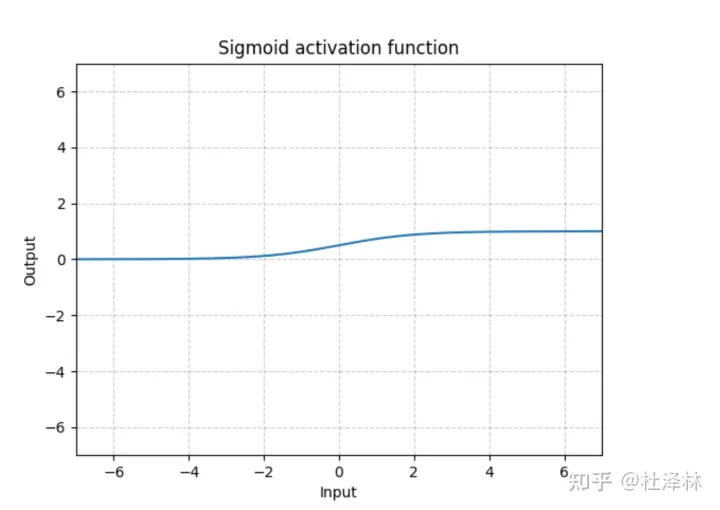 Sigmoid activation function
6
4
2
0
−2
−4
−6
Output
−6 −4 −2 0 2 4 6
Input
知乎 @杜泽林